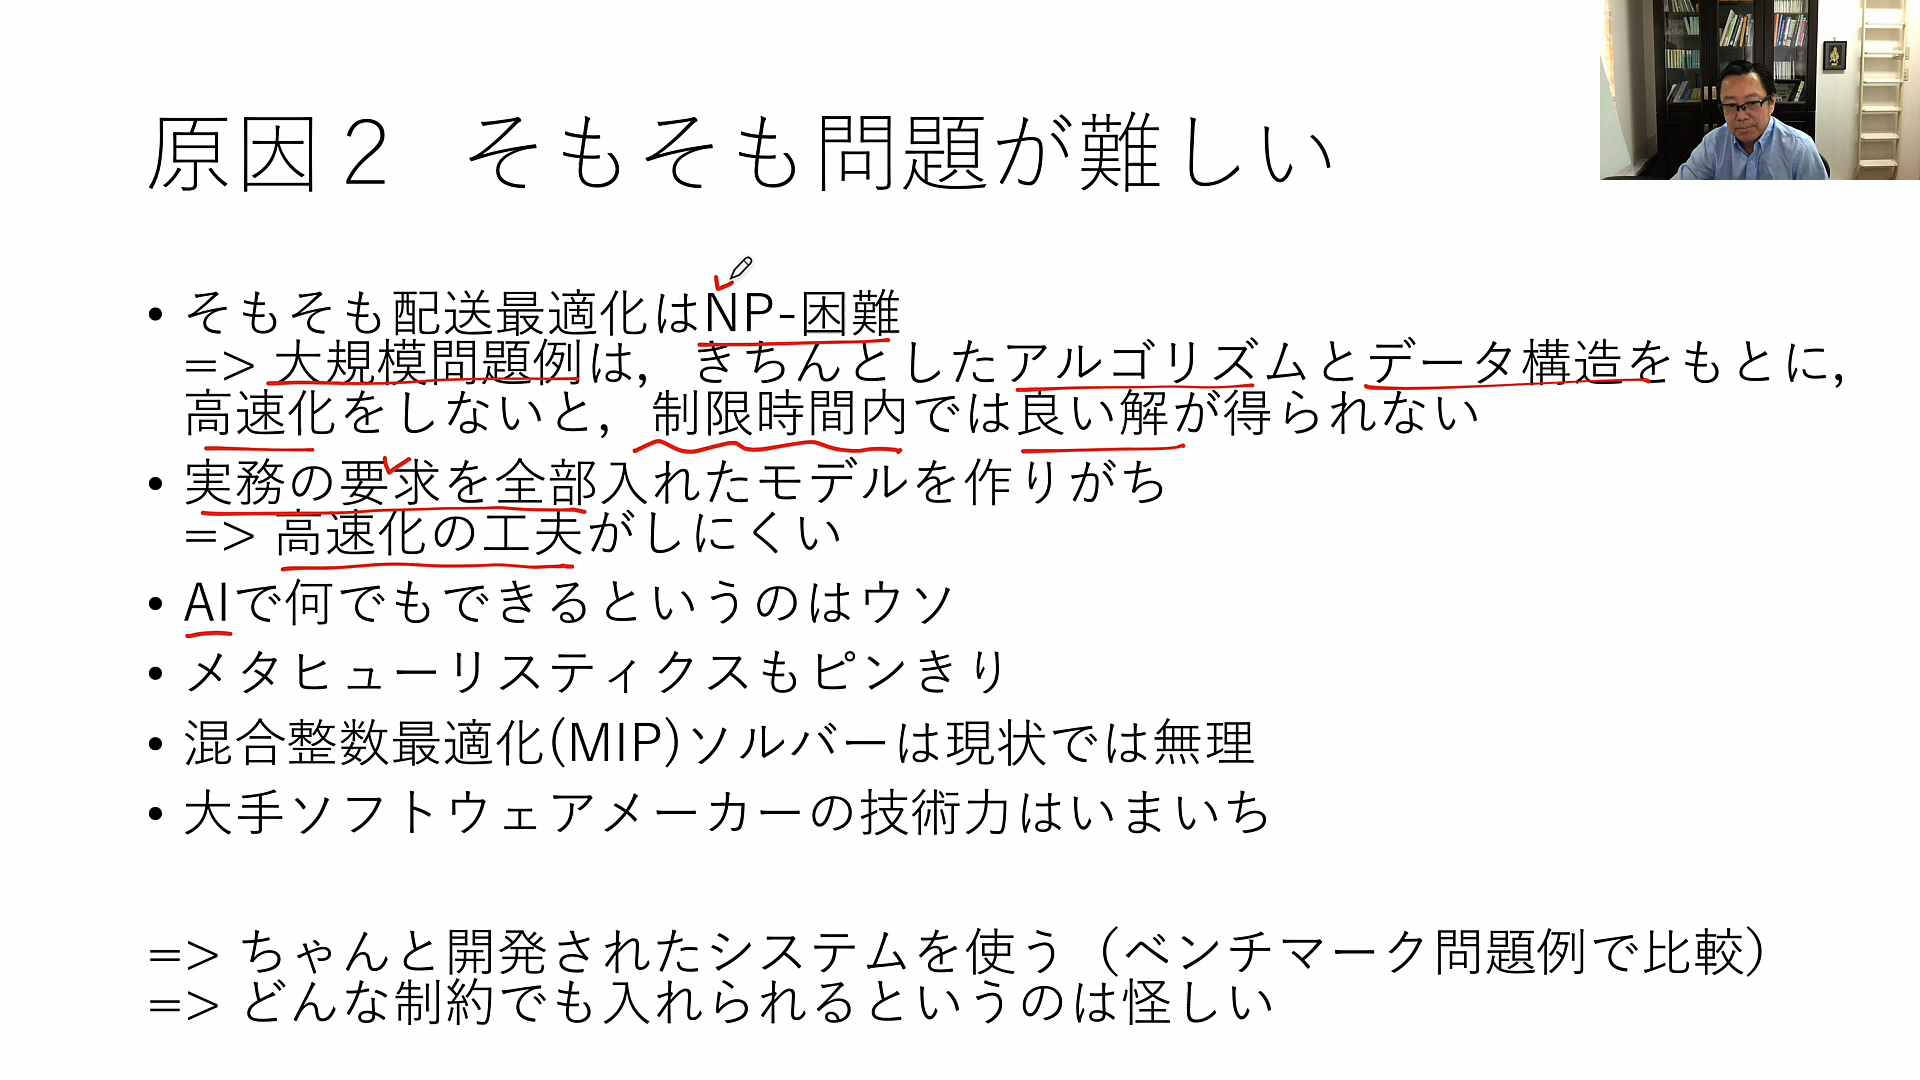 原因２　そもそも問題が難しい
• そもそも配送最適化はNP-困難
=> 大規模問題例は，きちんとしたアルゴリズムとデータ構造をもとに，
高速化をしないと，制限時間内では良い解が得られない
• 実務の要求を全部入れたモデルを作りがち
=> 高速化の工夫がしにくい
• AIで何でもできるというのはウソ
• メタヒューリスティクスもピンきり
• 混合整数最適化(MIP)ソルバーは現状では無理
• 大手ソフトウェアメーカーの技術力はいまいち
=> ちゃんと開発されたシステムを使う（ベンチマーク問題例で比較）
=> どんな制約でも入れられるというのは怪しい